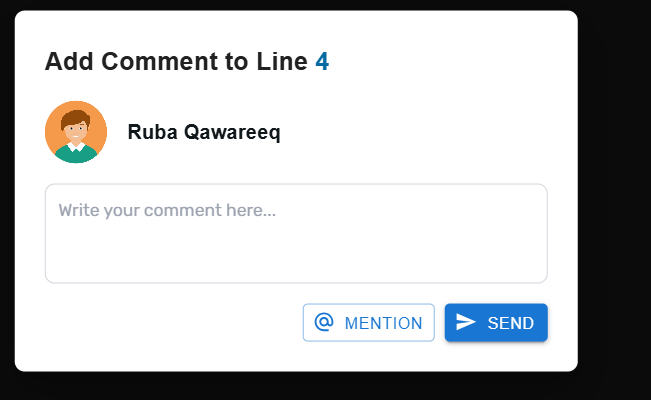 Add Comment to Line 4
Ruba Qawareeq
Write your comment here...
MENTION
SEND